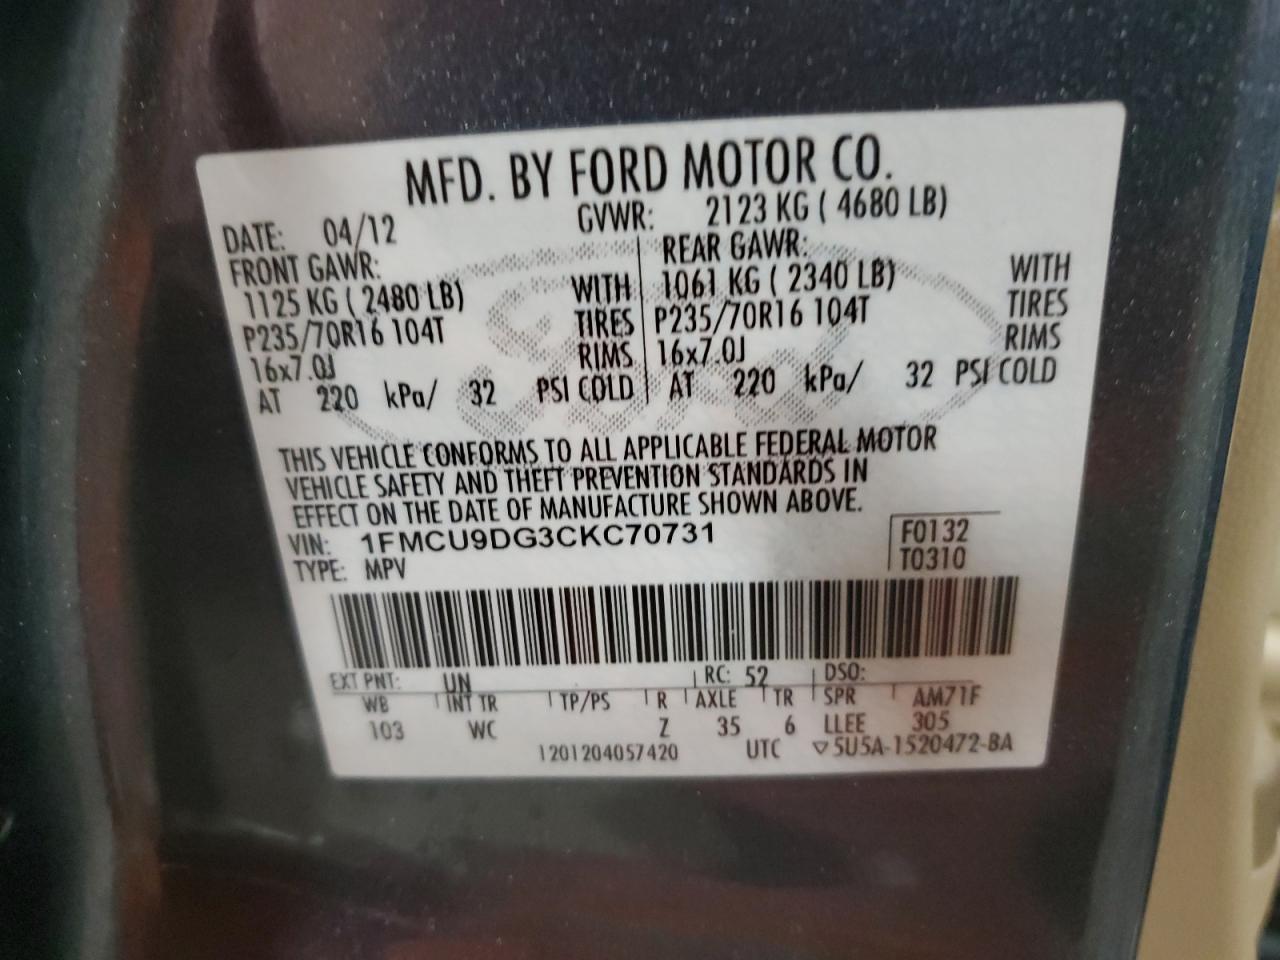 MFD. BY FORD MOTOR CO.
DATE: 04/12 GVWR: 2123 KG ( 4680 LB)
FRONT GAWR: REAR GAWR:
1125 KG ( 2480 LB) WITH 1061 KG ( 2340 LB) WITH
P235/70R16 104T TIRES P235/70R16 104T TIRES
16x7.0J RIMS 16x7.0J RIMS
AT 220 kPa/ 32 PSI COLD AT 220 kPa/ 32 PSI COLD
THIS VEHICLE CONFORMS TO ALL APPLICABLE FEDERAL MOTOR
VEHICLE SAFETY AND THEFT PREVENTION STANDARDS IN
EFFECT ON THE DATE OF MANUFACTURE SHOWN ABOVE.
VIN: 1FMCU9DG3CKC70731 F0132
TYPE: MPV T0310
EXT PNT: UN RC: 52 DSO:
WB INT TR TP/PS R AXLE TR SPR AM71F
103 WC Z 35 6 LLEE 305
1201204057420 UTC ▽5U5A-1520472-BA
Ford